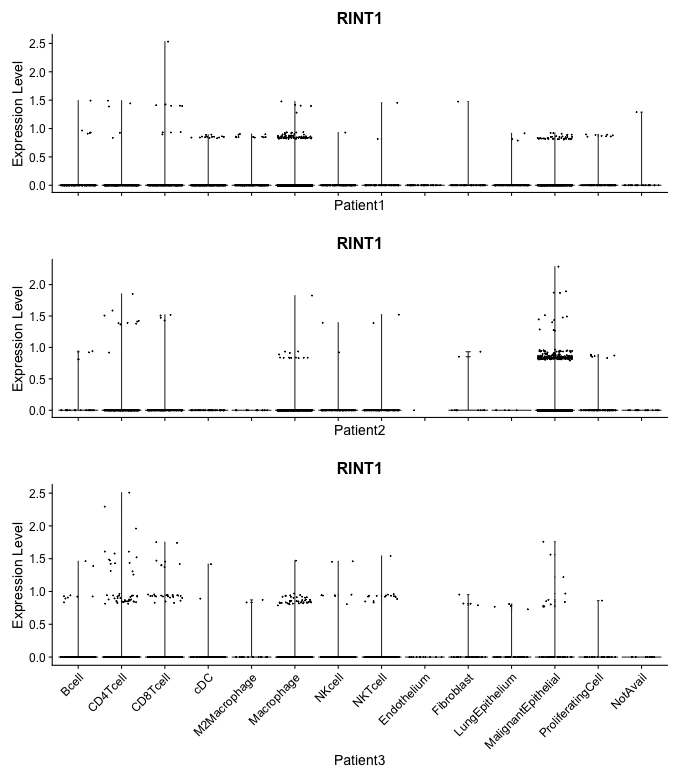 RINT1
Expression Level
2.5
2.0
1.5
1.0
0.5
0.0
Patient1
RINT1
Expression Level
2.0
1.5
1.0
0.5
0.0
Patient2
RINT1
Expression Level
2.5
2.0
1.5
1.0
0.5
0.0
Bcell
CD4Tcell
CD8Tcell
cDC
M2Macrophage
Macrophage
NKcell
NKTcell
Endothelium
Fibroblast
LungEpithelium
MalignantEpithelial
ProliferatingCell
NotAvail
Patient3